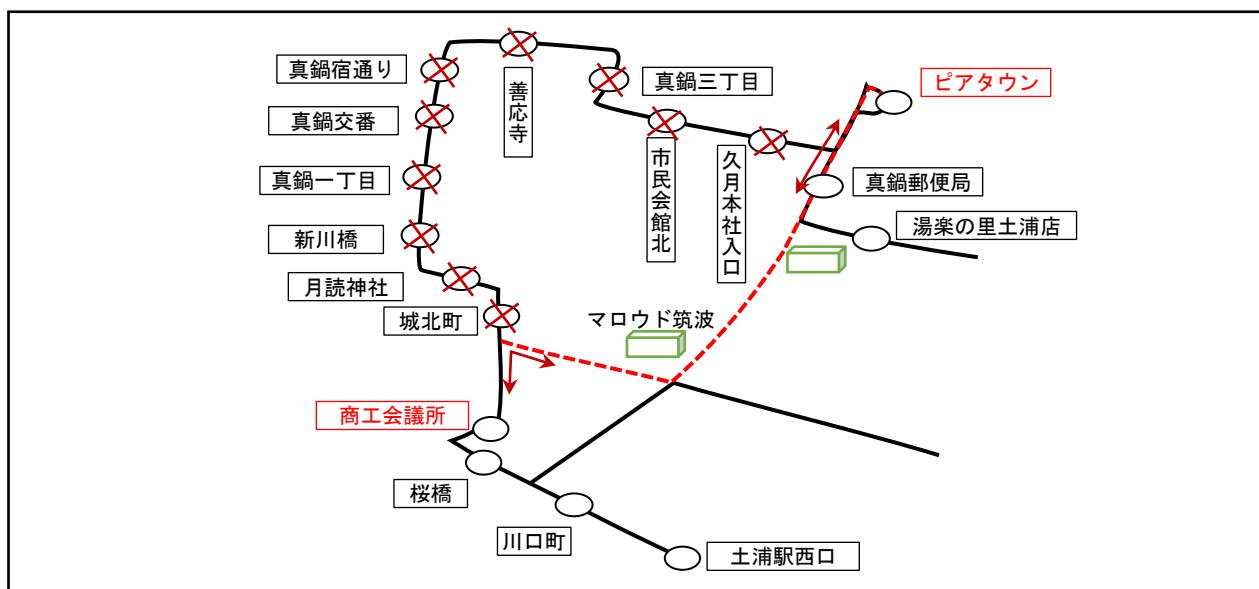 真鍋宿通り
善応寺
真鍋三丁目
ピアタウン
真鍋交番
市民会館北
久月本社入口
真鍋一丁目
真鍋郵便局
新川橋
湯楽の里土浦店
月読神社
城北町
マロウド筑波
商工会議所
桜橋
川口町
土浦駅西口